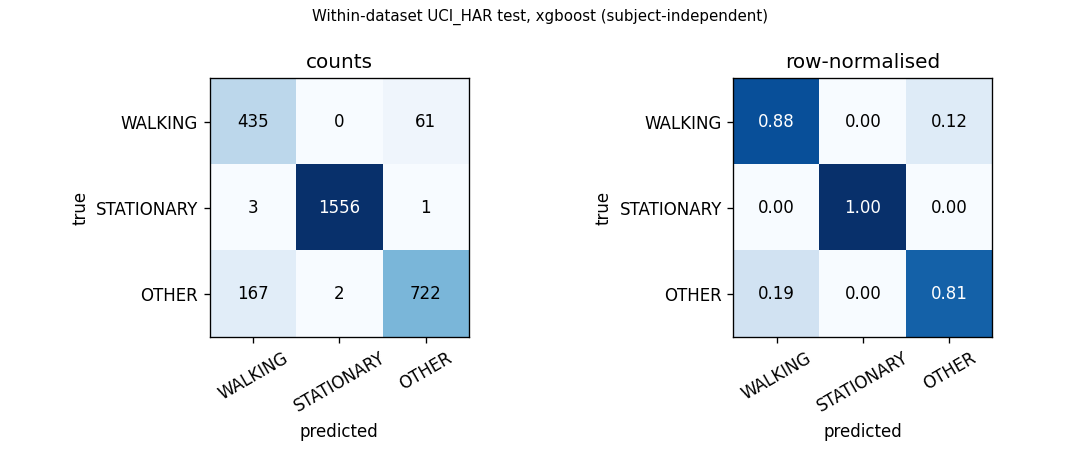 Within-dataset UCI_HAR test, xgboost (subject-independent)
counts
true
WALKING 435 0 61
STATIONARY 3 1556 1
OTHER 167 2 722
WALKING STATIONARY OTHER
predicted
row-normalised
true
WALKING 0.88 0.00 0.12
STATIONARY 0.00 1.00 0.00
OTHER 0.19 0.00 0.81
WALKING STATIONARY OTHER
predicted